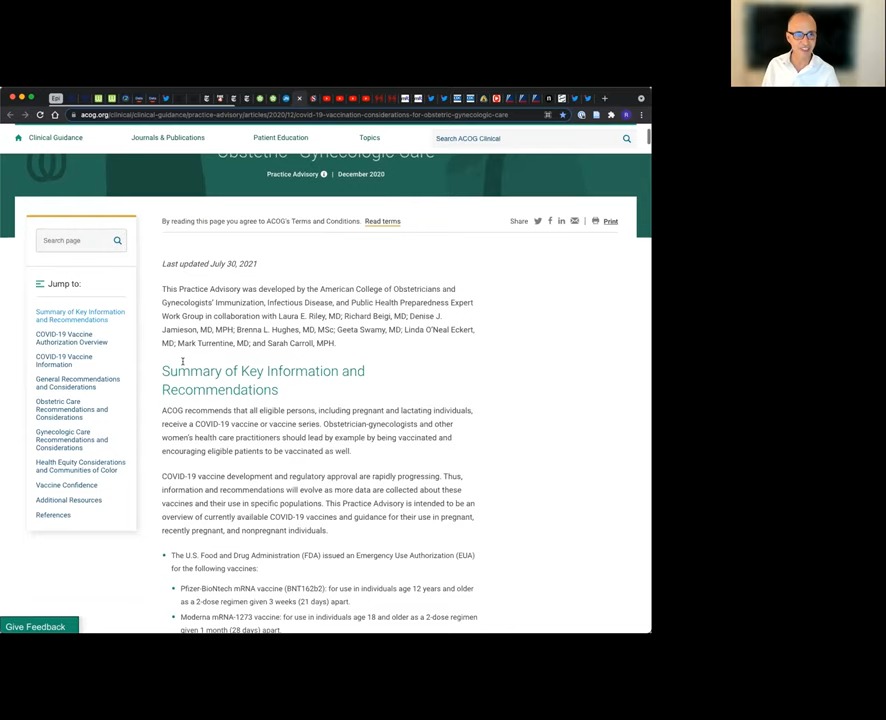 Epi
acog.org/clinical/clinical-guidance/practice-advisory/articles/2020/12/covid-19-vaccination-considerations-for-obstetric-gynecologic-care
Clinical Guidance
Journals & Publications
Patient Education
Topics
Search ACOG Clinical
Obstetric–Gynecologic Care
Practice Advisory | December 2020
By reading this page you agree to ACOG's Terms and Conditions. Read terms
Share
Print
Search page
Jump to:
Summary of Key Information
and Recommendations
COVID-19 Vaccine
Authorization Overview
COVID-19 Vaccine
Information
General Recommendations
and Considerations
Obstetric Care
Recommendations and
Considerations
Gynecologic Care
Recommendations and
Considerations
Health Equity Considerations
and Communities of Color
Vaccine Confidence
Additional Resources
References
Last updated July 30, 2021
This Practice Advisory was developed by the American College of Obstetricians and
Gynecologists' Immunization, Infectious Disease, and Public Health Preparedness Expert
Work Group in collaboration with Laura E. Riley, MD; Richard Beigi, MD; Denise J.
Jamieson, MD, MPH; Brenna L. Hughes, MD, MSc; Geeta Swamy, MD; Linda O'Neal Eckert,
MD; Mark Turrentine, MD; and Sarah Carroll, MPH.
Summary of Key Information and
Recommendations
ACOG recommends that all eligible persons, including pregnant and lactating individuals,
receive a COVID-19 vaccine or vaccine series. Obstetrician-gynecologists and other
women's health care practitioners should lead by example by being vaccinated and
encouraging eligible patients to be vaccinated as well.
COVID-19 vaccine development and regulatory approval are rapidly progressing. Thus,
information and recommendations will evolve as more data are collected about these
vaccines and their use in specific populations. This Practice Advisory is intended to be an
overview of currently available COVID-19 vaccines and guidance for their use in pregnant,
recently pregnant, and nonpregnant individuals.
The U.S. Food and Drug Administration (FDA) issued an Emergency Use Authorization (EUA)
for the following vaccines:
Pfizer-BioNtech mRNA vaccine (BNT162b2): for use in individuals age 12 years and older
as a 2-dose regimen given 3 weeks (21 days) apart.
Moderna mRNA-1273 vaccine: for use in individuals age 18 and older as a 2-dose regimen
given 1 month (28 days) apart.
Give Feedback